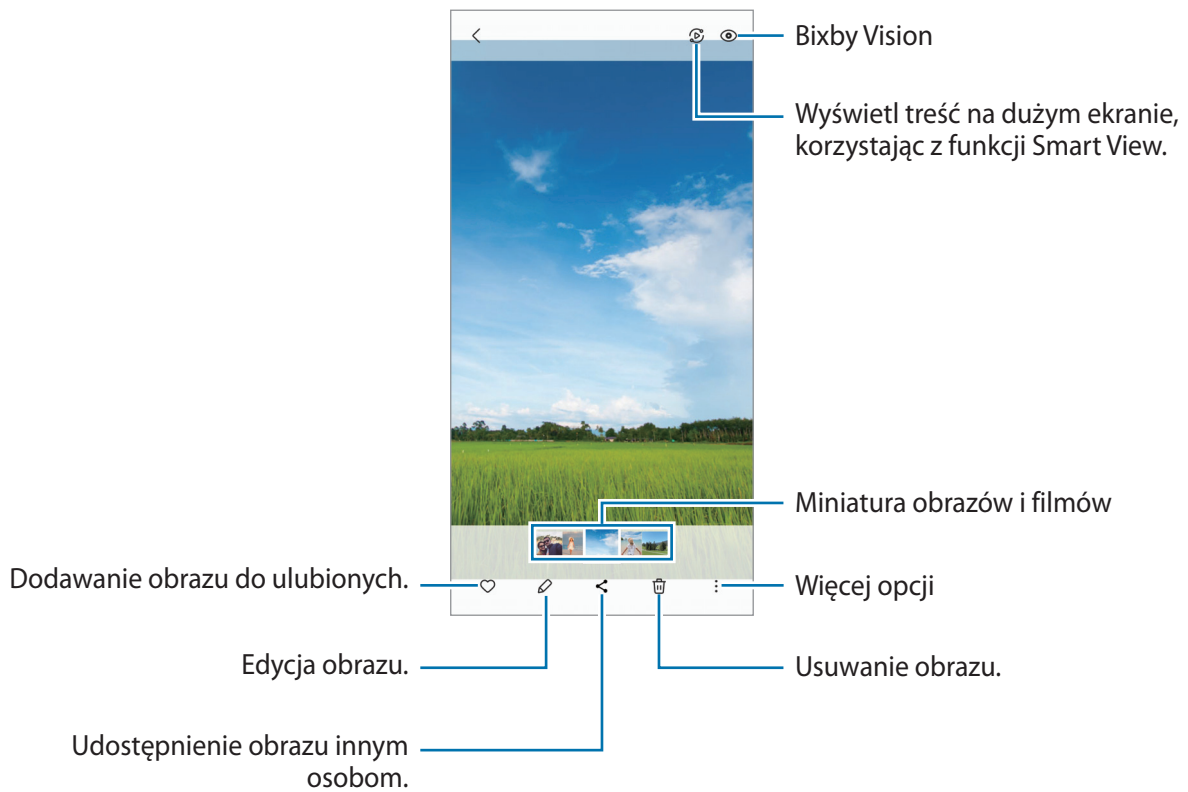 Bixby Vision
Wyświetl treść na dużym ekranie,
korzystając z funkcji Smart View.
Miniatura obrazów i filmów
Dodawanie obrazu do ulubionych.
Więcej opcji
Edycja obrazu.
Usuwanie obrazu.
Udostępnienie obrazu innym
osobom.